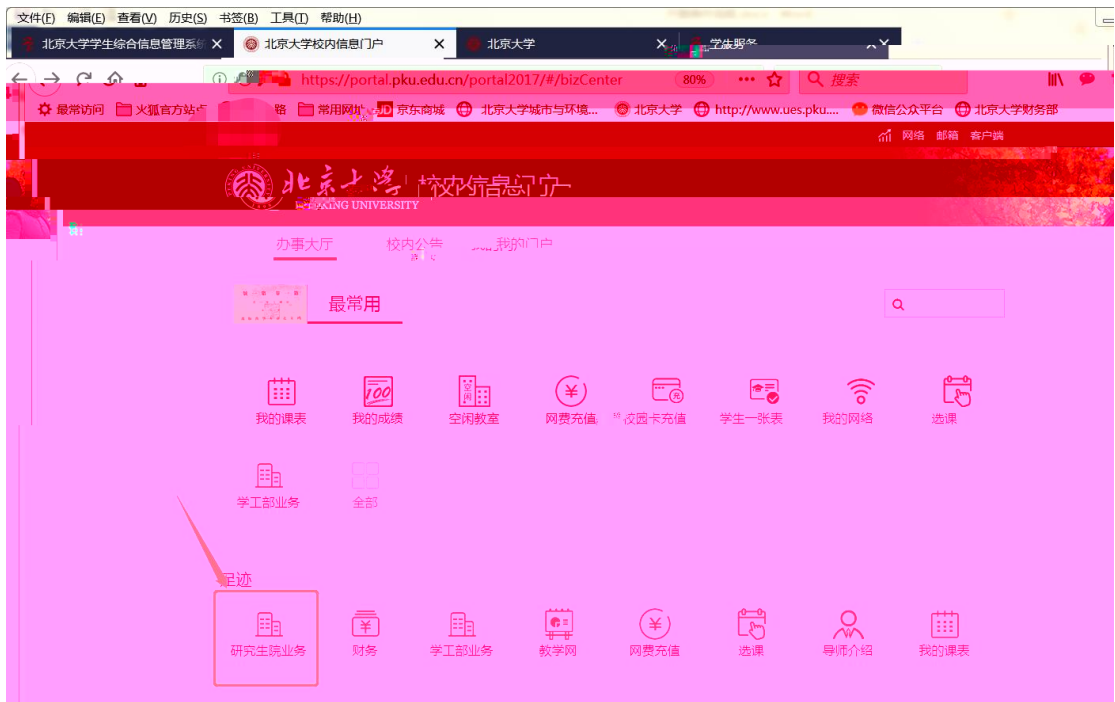 文件(F) 编辑(E) 查看(V) 历史(S) 书签(B) 工具(T) 帮助(H)
北京大学学生综合信息管理系统 北京大学校内信息门户 北京大学 学生服务
https://portal.pku.edu.cn/portal2017/#/bizCenter 80% 搜索
最常访问 火狐官方站点 路 常用网址 JD 京东商城 北京大学城市与环境... 北京大学 http://www.ues.pku.... 微信公众平台 北京大学财务部
网络 邮箱 客户端
北京大学 校内信息门户
PEKING UNIVERSITY
办事大厅 校内公告 我的门户
最常用
我的课表 我的成绩 空闲教室 网费充值 校园卡充值 学生一张表 我的网络 选课
学工部业务 全部
足迹
研究生院业务 财务 学工部业务 教学网 网费充值 选课 导师介绍 我的课表